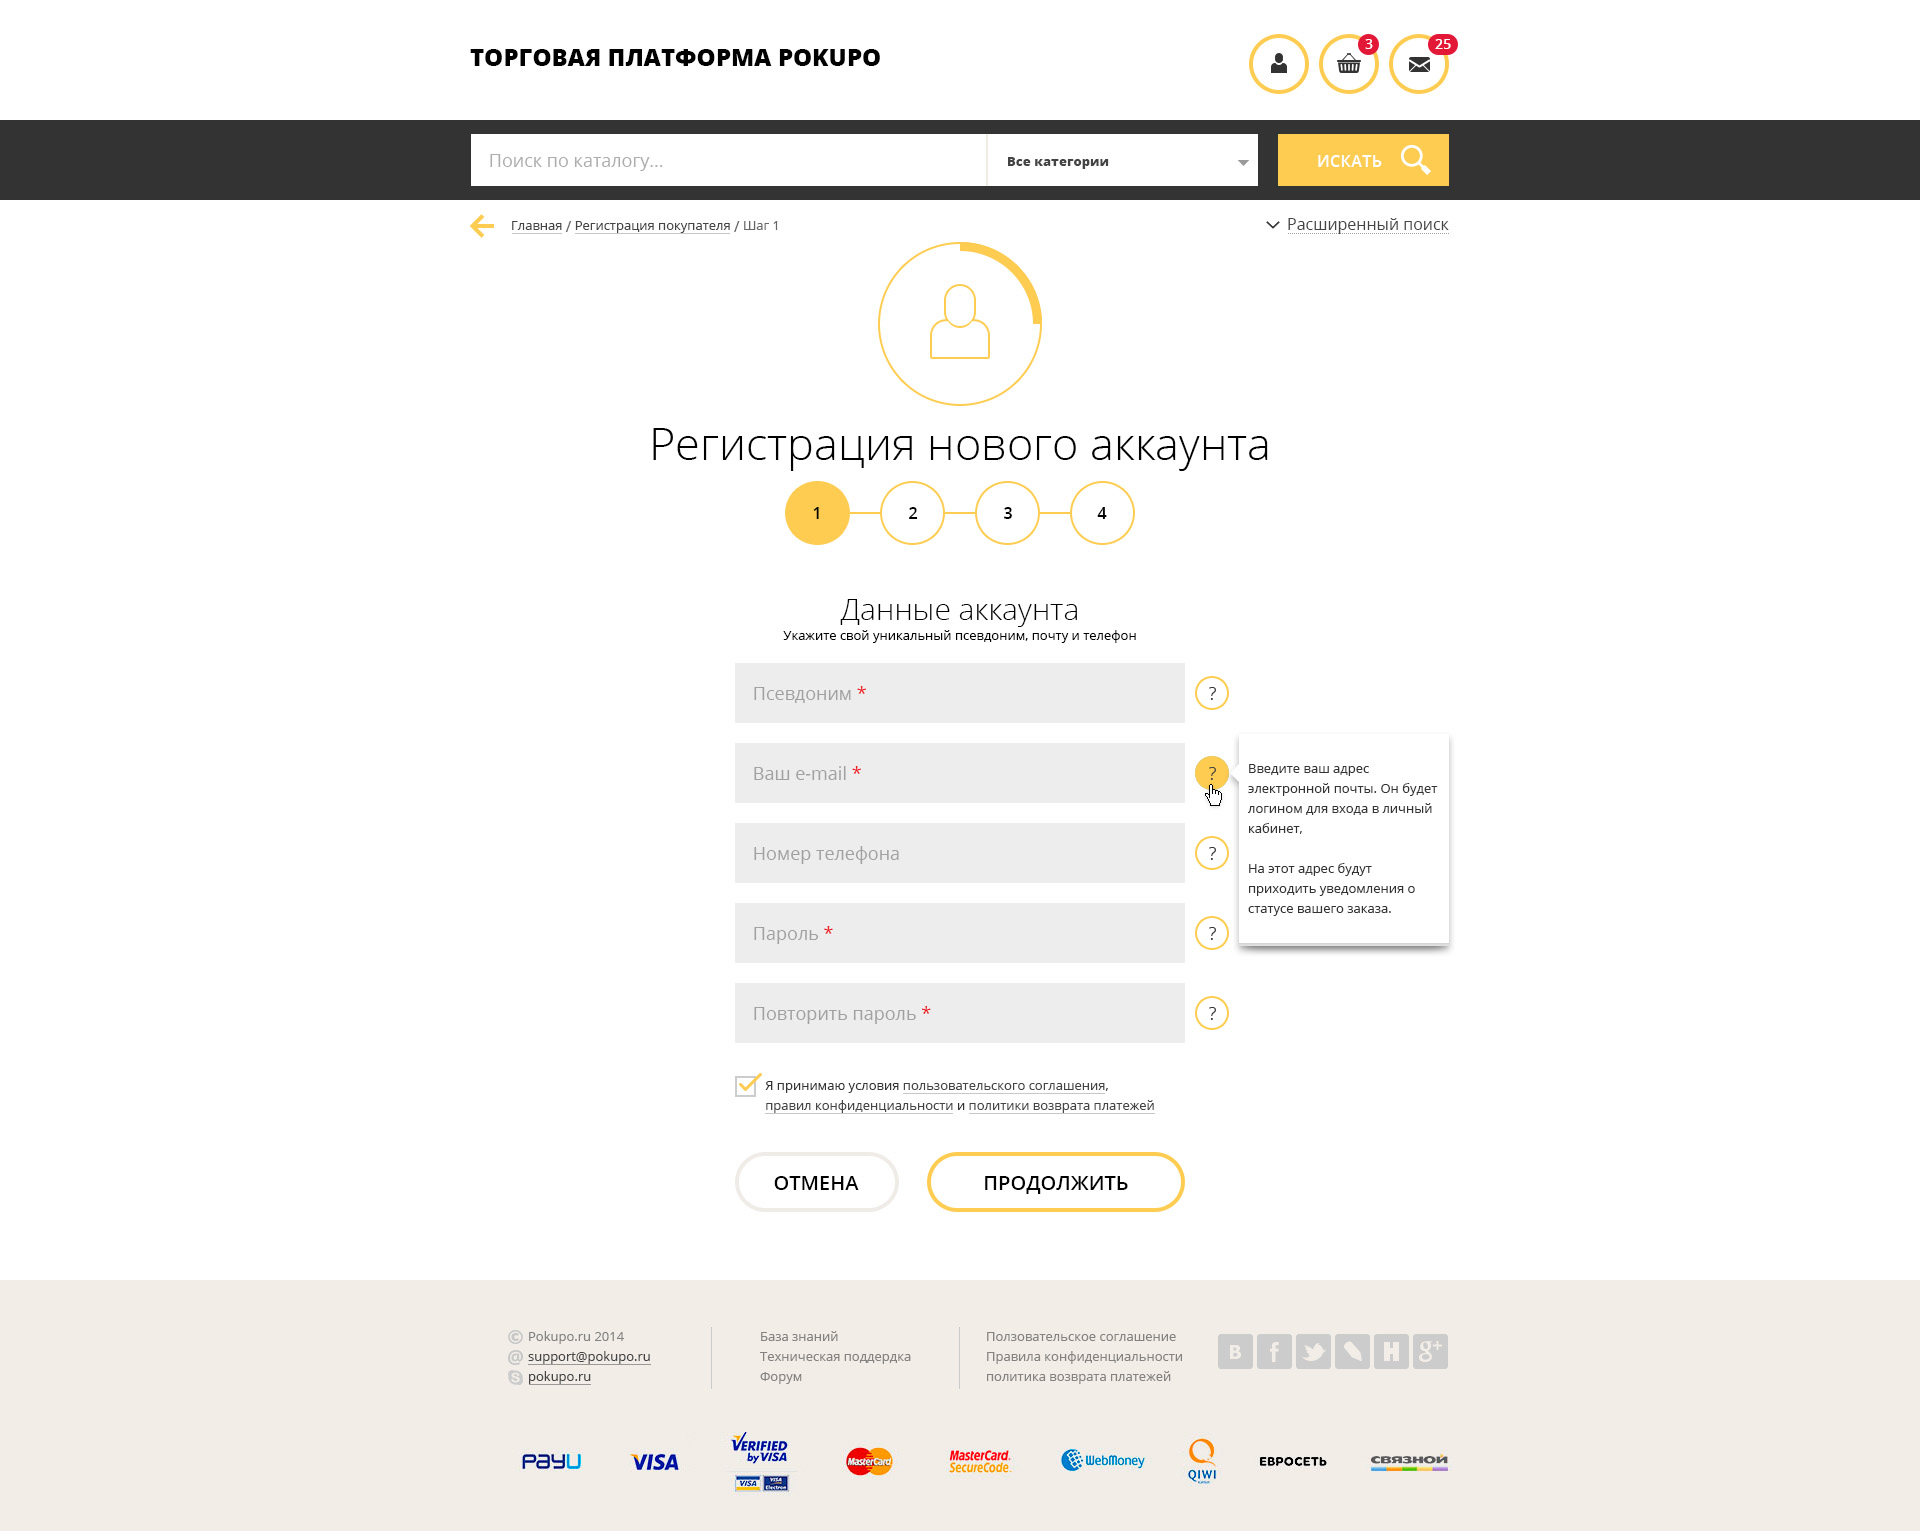 ТОРГОВАЯ ПЛАТФОРМА POKUPO
3
25
Поиск по каталогу...
Все категории
ИСКАТЬ
Главная / Регистрация покупателя / Шаг 1
Расширенный поиск
Регистрация нового аккаунта
1
2
3
4
Данные аккаунта
Укажите свой уникальный псевдоним, почту и телефон
Псевдоним *
?
Ваш e-mail *
?
Введите ваш адрес
электронной почты. Он будет
логином для входа в личный
кабинет,
На этот адрес будут
приходить уведомления о
статусе вашего заказа.
Номер телефона
?
Пароль *
?
Повторить пароль *
?
Я принимаю условия пользовательского соглашения,
правил конфиденциальности и политики возврата платежей
ОТМЕНА
ПРОДОЛЖИТЬ
© Pokupo.ru 2014
@ support@pokupo.ru
pokupo.ru
База знаний
Техническая поддердка
Форум
Ползовательское соглашение
Правила конфиденциальности
политика возврата платежей
B
f
H
g+
PayU
VISA
VERIFIED
by VISA
VISA
VISA
Electron
MasterCard
MasterCard.
SecureCode.
WebMoney
QIWI
ЕВРОСЕТЬ
СВЯЗНОЙ